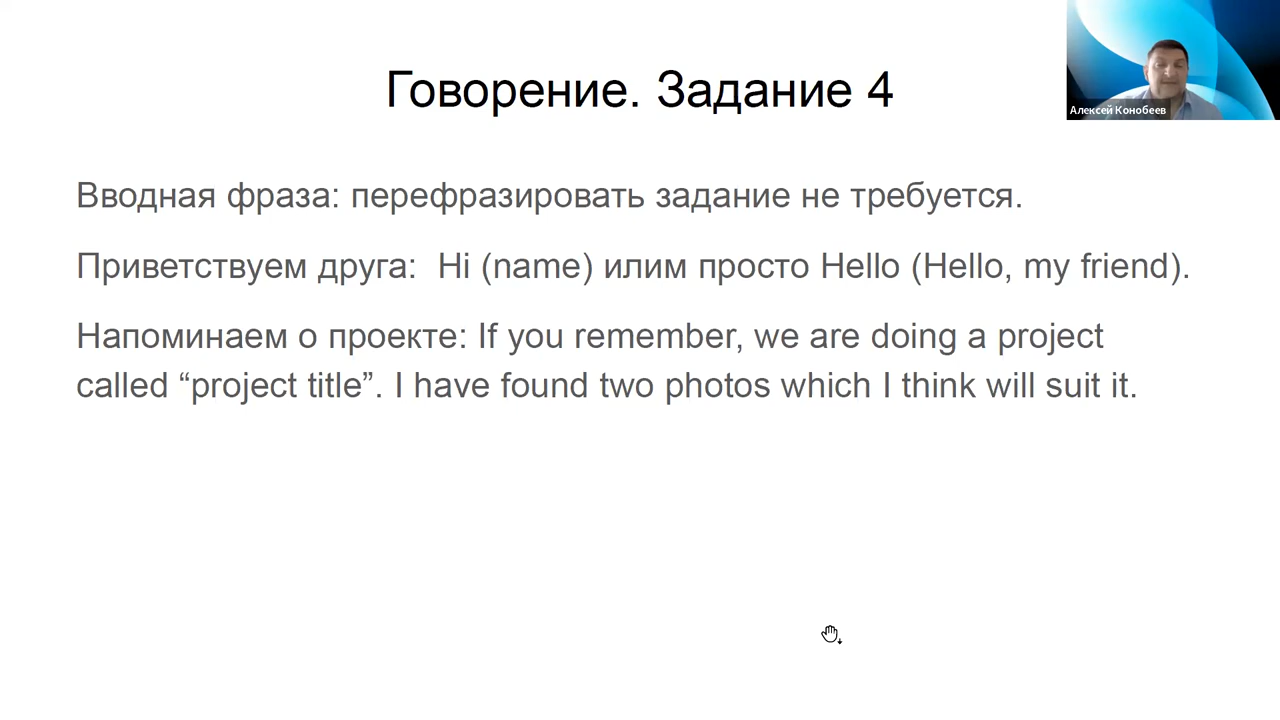 Говорение. Задание 4
Алексей Конобеев
Вводная фраза: перефразировать задание не требуется.
Приветствуем друга:  Hi (name) илим просто Hello (Hello, my friend).
Напоминаем о проекте: If you remember, we are doing a project
called “project title”. I have found two photos which I think will suit it.